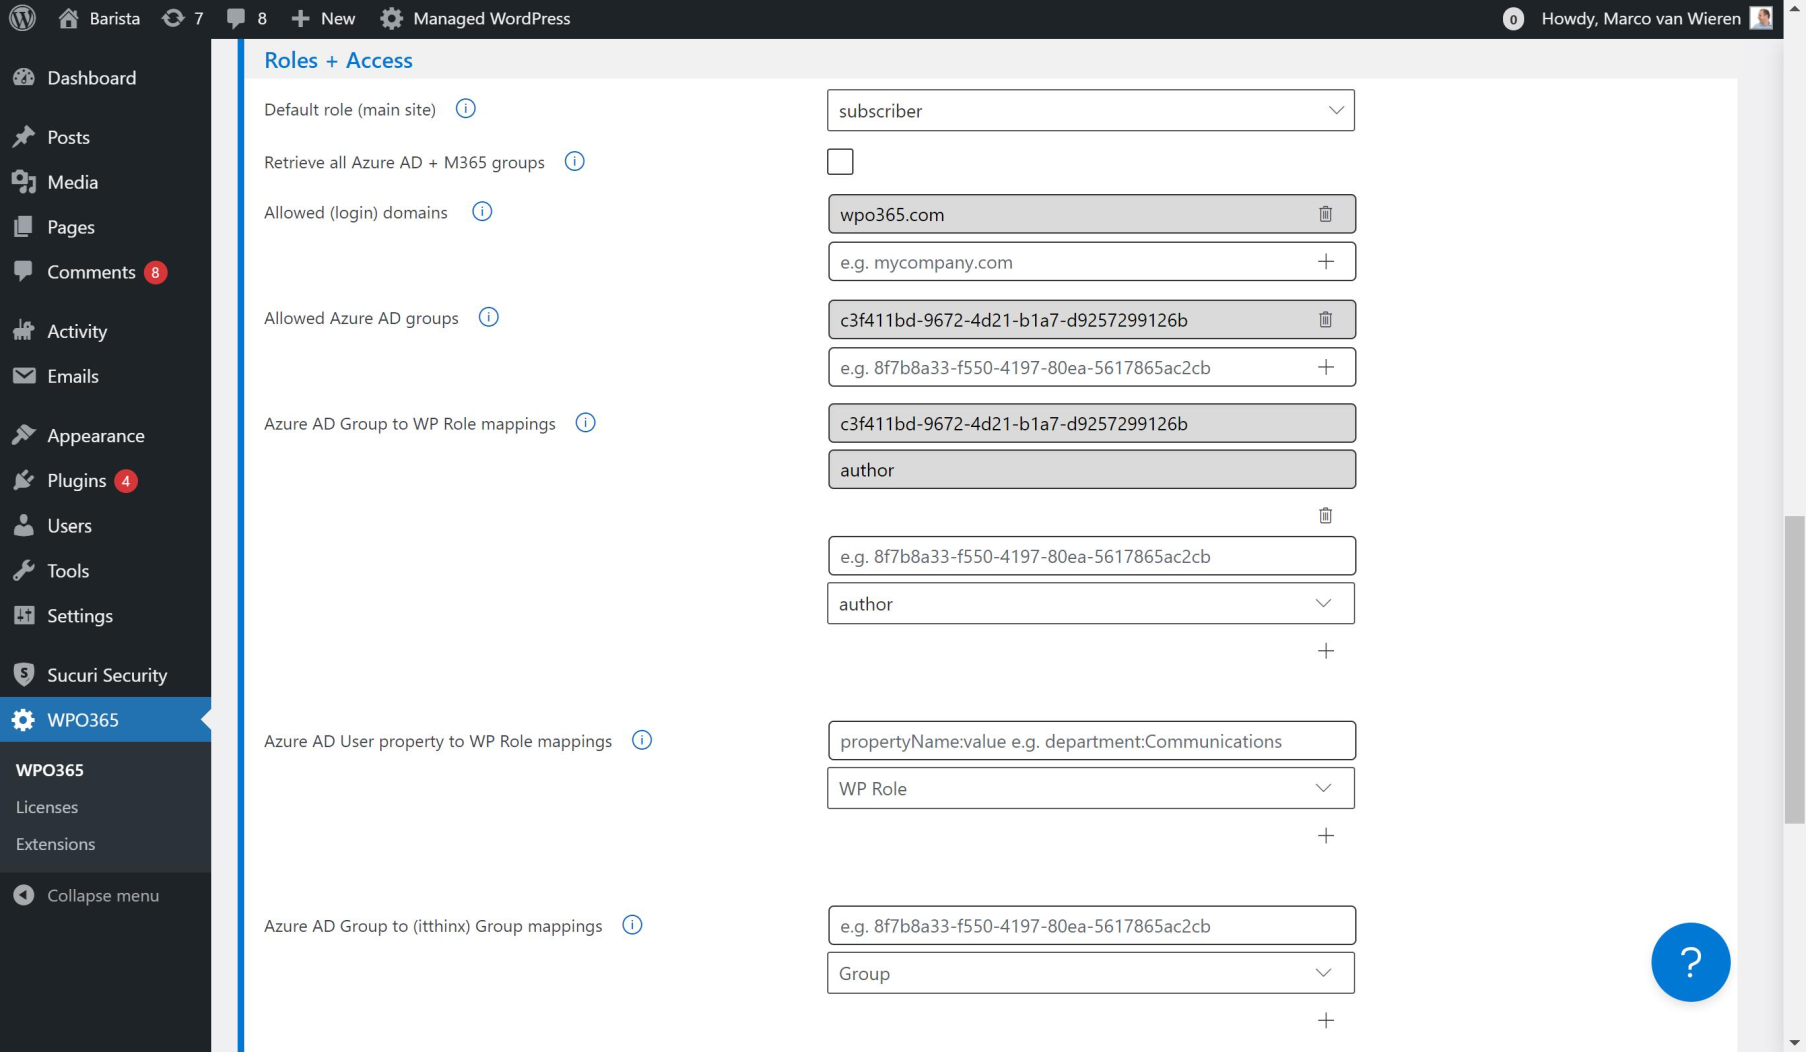 Barista 7 8 New Managed WordPress 0 Howdy, Marco van Wieren
Dashboard
Posts
Media
Pages
Comments 8
Activity
Emails
Appearance
Plugins 4
Users
Tools
Settings
Sucuri Security
WPO365
WPO365
Licenses
Extensions
Collapse menu
Roles + Access
Default role (main site) subscriber
Retrieve all Azure AD + M365 groups
Allowed (login) domains wpo365.com
e.g. mycompany.com
Allowed Azure AD groups c3f411bd-9672-4d21-b1a7-d9257299126b
e.g. 8f7b8a33-f550-4197-80ea-5617865ac2cb
Azure AD Group to WP Role mappings c3f411bd-9672-4d21-b1a7-d9257299126b
author
e.g. 8f7b8a33-f550-4197-80ea-5617865ac2cb
author
Azure AD User property to WP Role mappings propertyName:value e.g. department:Communications
WP Role
Azure AD Group to (itthinx) Group mappings e.g. 8f7b8a33-f550-4197-80ea-5617865ac2cb
Group
?